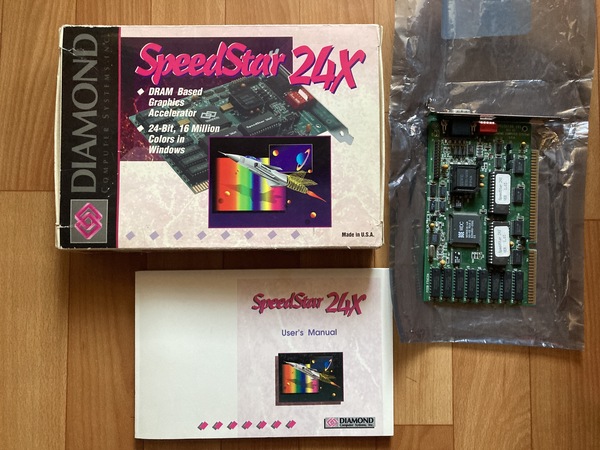 DIAMOND
COMPUTER SYSTEMS, INC.
SpeedStar 24X
◆ DRAM Based
Graphics
Accelerator
◆ 24-Bit, 16 Million
Colors in
Windows
Made in U.S.A.
SpeedStar 24X
User's Manual
DIAMOND
Computer Systems, Inc.